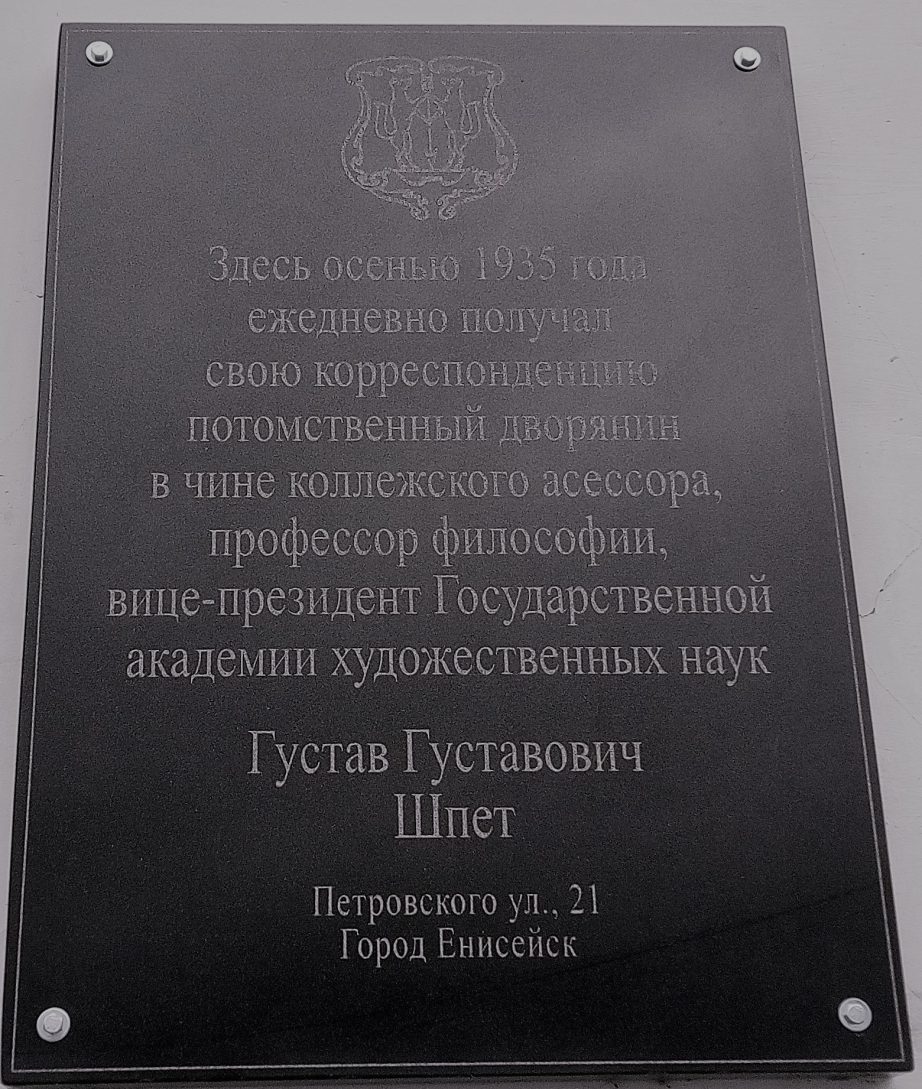 Здесь осенью 1935 года
ежедневно получал
свою корреспонденцию
потомственный дворянин
в чине коллежского асессора,
профессор философии,
вице-президент Государственной
академии художественных наук
Густав Густавович
Шпет
Петровского ул., 21
Город Енисейск